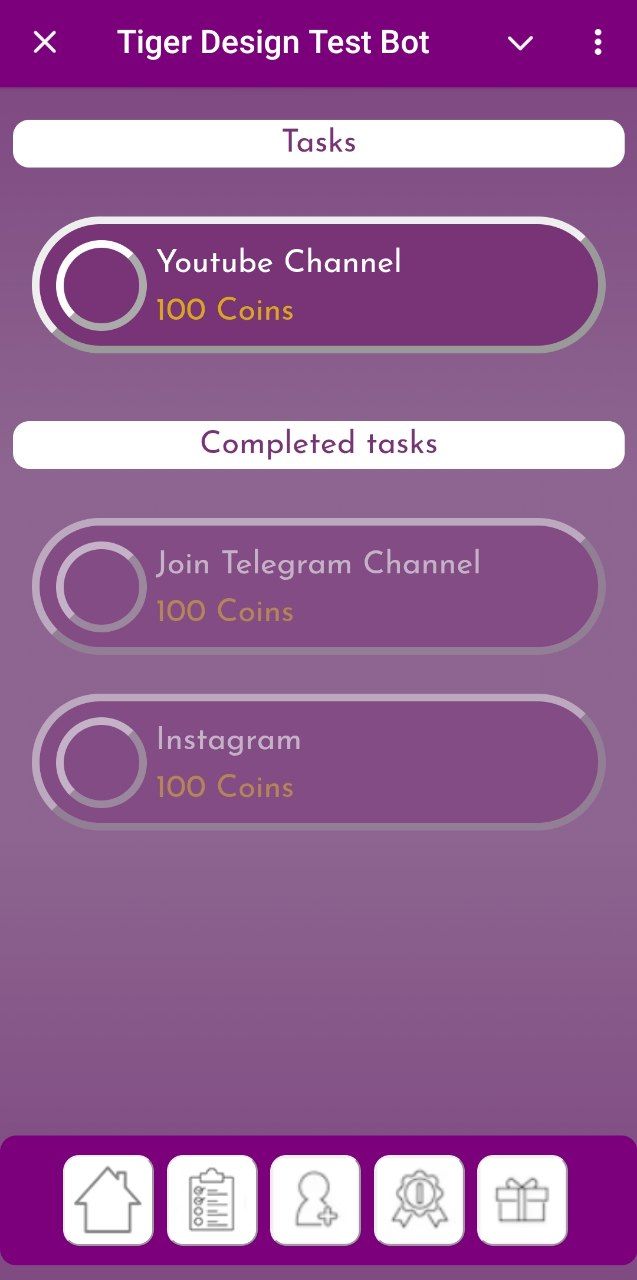 Tiger Design Test Bot
Tasks
Youtube Channel
100 Coins
Completed tasks
Join Telegram Channel
100 Coins
Instagram
100 Coins